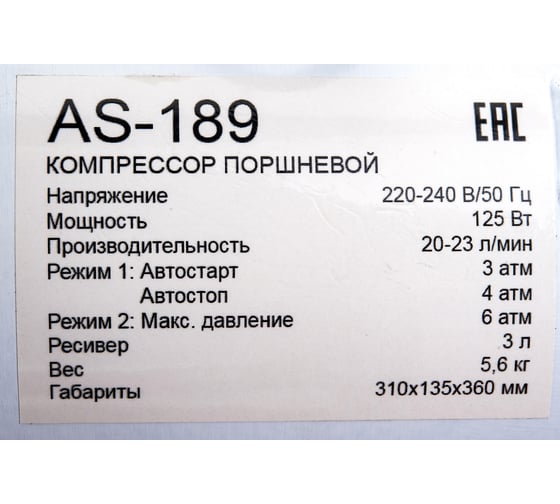 AS-189
EAC
КОМПРЕССОР ПОРШНЕВОЙ
Напряжение 220-240 В/50 Гц
Мощность 125 Вт
Производительность 20-23 л/мин
Режим 1: Автостарт 3 атм
Автостоп 4 атм
Режим 2: Макс. давление 6 атм
Ресивер 3 л
Вес 5,6 кг
Габариты 310х135х360 мм